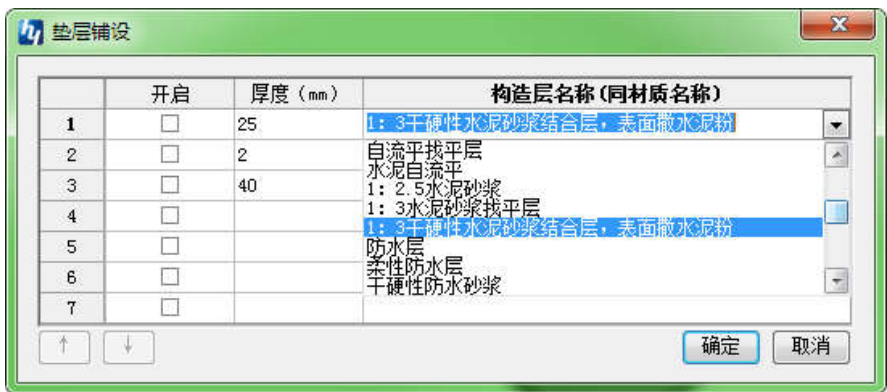 hy 垫层铺设
开启 厚度（mm） 构造层名称(同材质名称)
1 25 1：3干硬性水泥砂浆结合层，表面撒水泥粉
2 2 自流平找平层
水泥自流平
3 40 1：2.5水泥砂浆
4 1：3水泥砂浆找平层
1：3干硬性水泥砂浆结合层，表面撒水泥粉
5 防水层
柔性防水层
6 干硬性防水砂浆
7
↑ ↓ 确定 取消